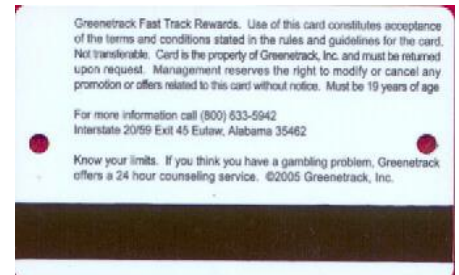 Greenetrack Fast Track Rewards. Use of this card constitutes acceptance
of the terms and conditions stated in the rules and guidelines for the card.
Not transferable. Card is the property of Greenetrack, Inc. and must be returned
upon request. Management reserves the right to modify or cancel any
promotion or offers related to this card without notice. Must be 19 years of age
For more information call (800) 633-5942
Interstate 20/59 Exit 45 Eutaw, Alabama 35462
Know your limits. If you think you have a gambling problem, Greenetrack
offers a 24 hour counseling service. ©2005 Greenetrack, Inc.